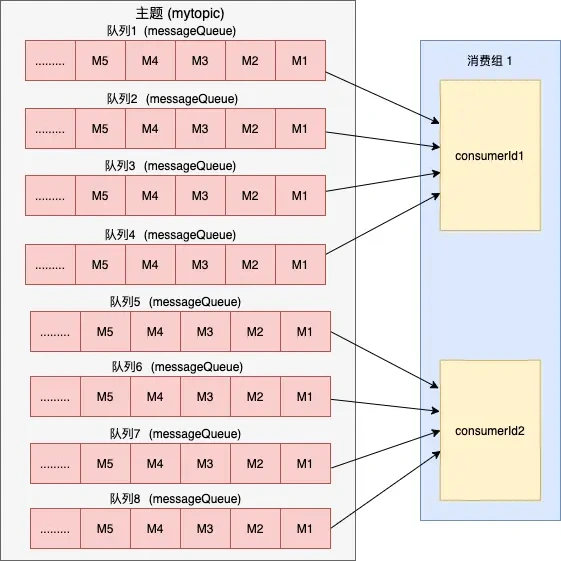 主题 (mytopic)
队列1 (messageQueue)
......... M5 M4 M3 M2 M1
队列2 (messageQueue)
......... M5 M4 M3 M2 M1
队列3 (messageQueue)
......... M5 M4 M3 M2 M1
队列4 (messageQueue)
......... M5 M4 M3 M2 M1
队列5 (messageQueue)
......... M5 M4 M3 M2 M1
队列6 (messageQueue)
......... M5 M4 M3 M2 M1
队列7 (messageQueue)
......... M5 M4 M3 M2 M1
队列8 (messageQueue)
......... M5 M4 M3 M2 M1
消费组 1
consumerId1
consumerId2